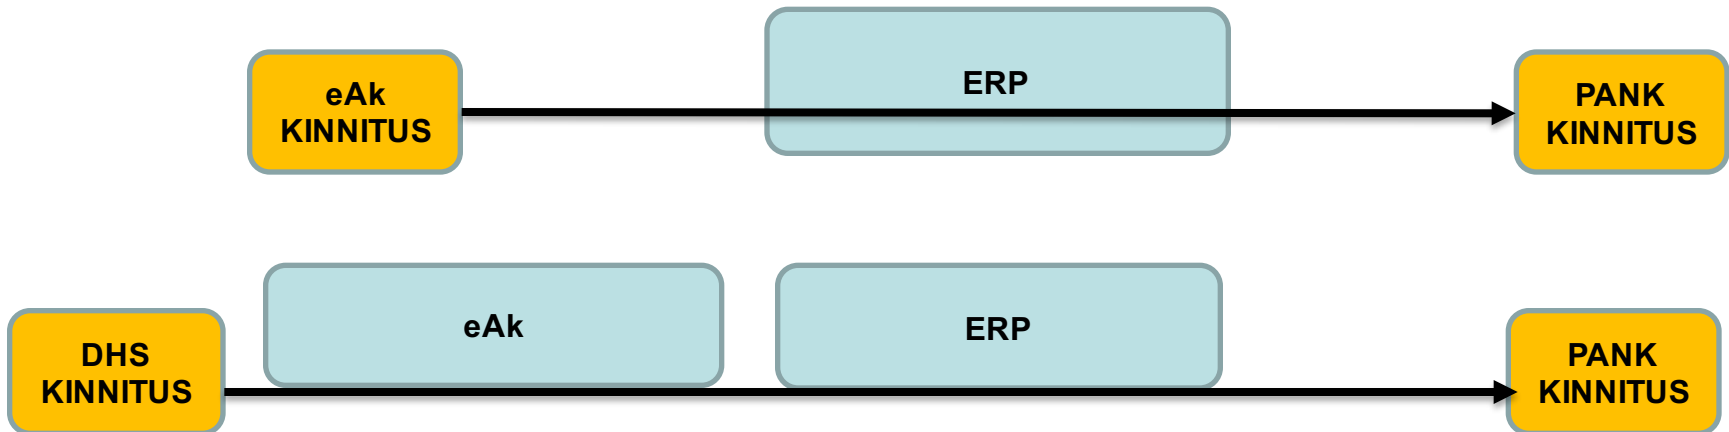 eAk
KINNITUS
ERP
PANK
KINNITUS
DHS
KINNITUS
eAk
ERP
PANK
KINNITUS